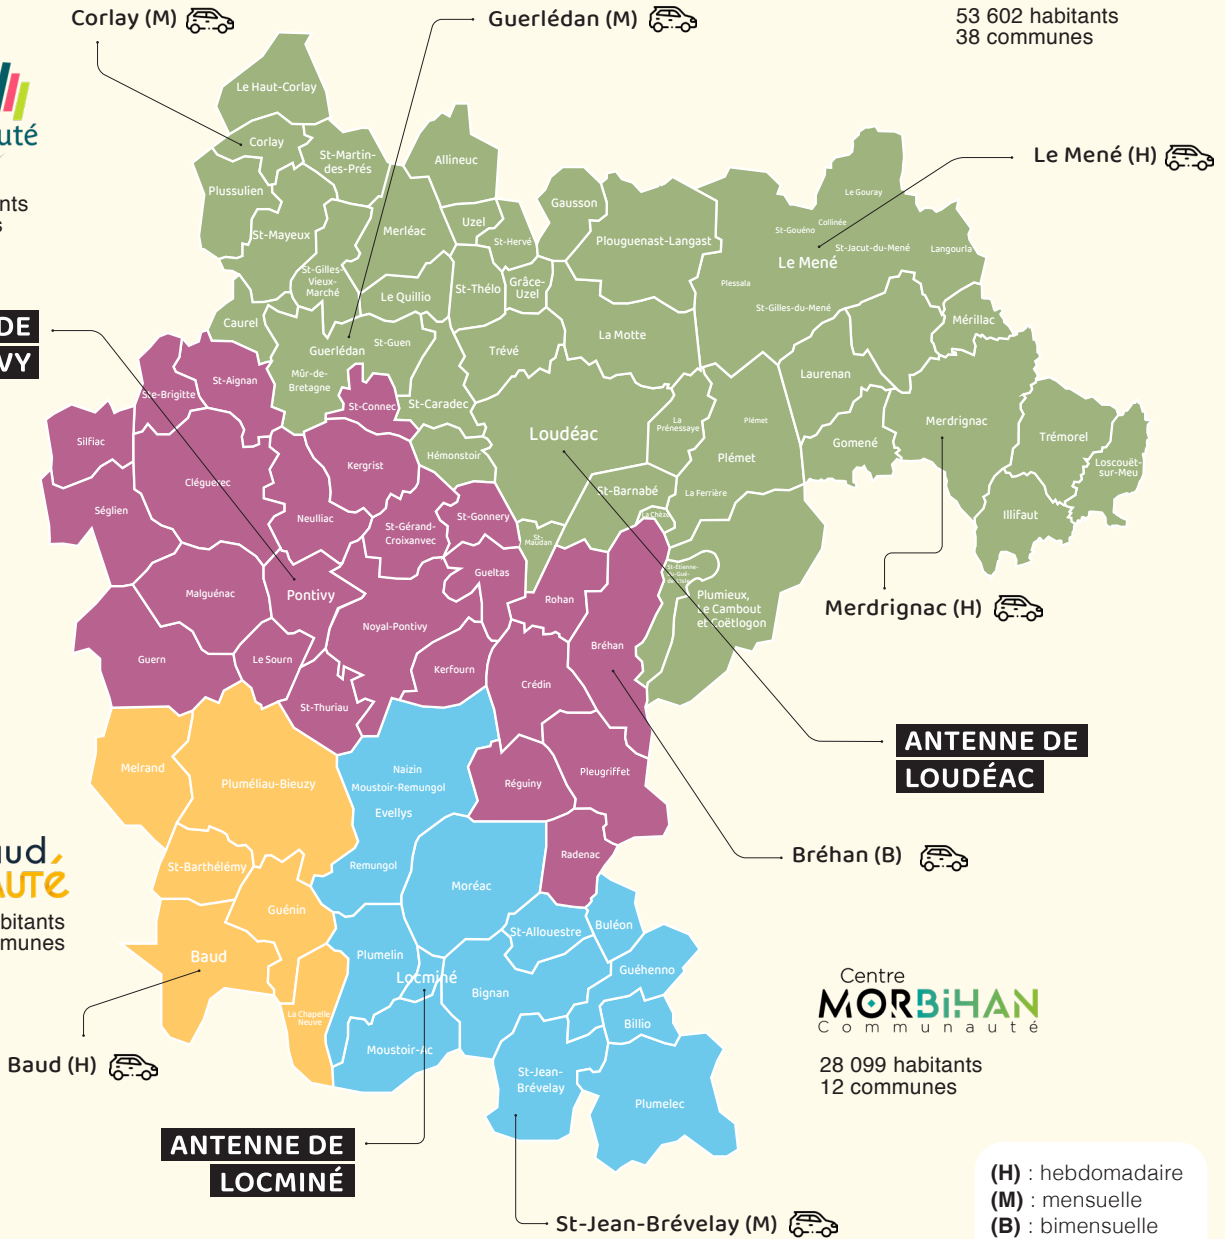 Corlay (M)
Guerlédan (M)
53 602 habitants
38 communes
Le Mené (H)
Le Haut-Corlay
Corlay
St-Martin-
des-Prés
Allineuc
Plussulien
Gausson
Le Gouray
St-Mayeux
Merléac
Uzel
St-Hervé
Plouguenast-Langast
St-Gouéno
Collinée
St-Jacut-du-Mené
Langourla
Le Mené
St-Gilles-
Vieux-
Marché
Le Quillio
St-Thélo
Grâce-
Uzel
Plessala
St-Gilles-du-Mené
Caurel
Guerlédan
St-Guen
Trévé
La Motte
Mérillac
Mûr-de-
Bretagne
Laurenan
DE
VY
Ste-Brigitte
St-Aignan
St-Connec
St-Caradec
Loudéac
La
Prénessaye
Plémet
Plémet
Merdrignac
Gomené
Trémorel
Loscouët-
sur-Meu
Silfiac
Cléguerec
Kergrist
Hémonstoir
St-Barnabé
La Ferrière
Illifaut
Séglien
Neulliac
St-Gérand-
Croixanvec
St-Gonnery
St-
Maudan
La Chèze
Malguénac
Pontivy
Gueltas
Rohan
Plumieux,
Le Cambout
et Coëtlogon
Merdrignac (H)
Noyal-Pontivy
Guern
Le Sourn
Kerfourn
Bréhan
Crédin
St-Thuriau
ANTENNE DE
LOUDÉAC
Melrand
Pluméliau-Bieuzy
Naizin
Moustoir-Remungol
Evellys
Réguiny
Pleugriffet
Bréhan (B)
St-Barthélémy
Remungol
Moréac
Radenac
Guénin
St-Allouestre
Buléon
Baud
Plumelin
Locminé
Bignan
Guéhenno
La Chapelle
Neuve
Billio
Moustoir-Ac
St-Jean-
Brévelay
Plumelec
Centre
MORBiHAN
Communauté
28 099 habitants
12 communes
Baud (H)
ANTENNE DE
LOCMINÉ
St-Jean-Brévelay (M)
(H) : hebdomadaire
(M) : mensuelle
(B) : bimensuelle